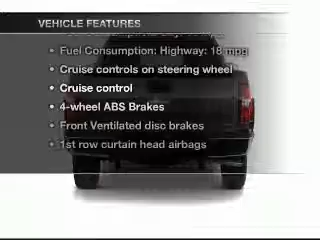 VEHICLE FEATURES
• Fuel Consumption: Highway: 18 mpg
• Cruise controls on steering wheel
• Cruise control
• 4-wheel ABS Brakes
• Front Ventilated disc brakes
• 1st row curtain head airbags